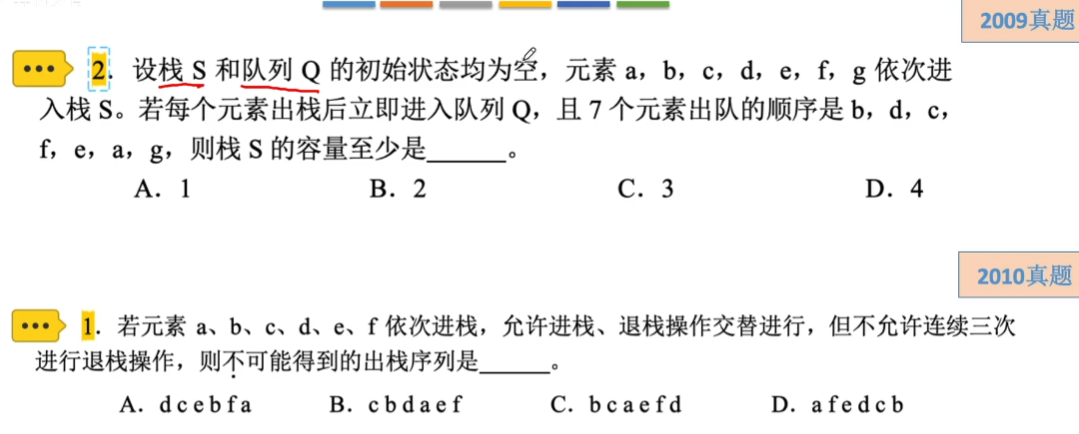 2009真题
2. 设栈 S 和队列 Q 的初始状态均为空，元素 a，b，c，d，e，f，g 依次进
入栈 S。若每个元素出栈后立即进入队列 Q，且 7 个元素出队的顺序是 b，d，c，
f，e，a，g，则栈 S 的容量至少是______。
A．1 B．2 C．3 D．4
2010真题
1. 若元素 a、b、c、d、e、f 依次进栈，允许进栈、退栈操作交替进行，但不允许连续三次
进行退栈操作，则不可能得到的出栈序列是______。
A．d c e b f a B．c b d a e f C．b c a e f d D．a f e d c b